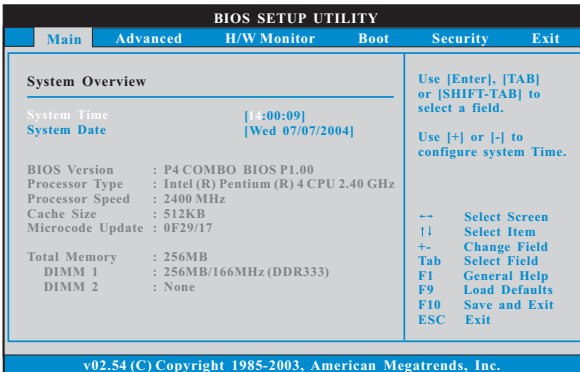 BIOS SETUP UTILITY
Main Advanced H/W Monitor Boot Security Exit
System Overview
System Time [14:00:09]
System Date [Wed 07/07/2004]
BIOS Version : P4 COMBO BIOS P1.00
Processor Type : Intel (R) Pentium (R) 4 CPU 2.40 GHz
Processor Speed : 2400 MHz
Cache Size : 512KB
Microcode Update : 0F29/17
Total Memory : 256MB
DIMM 1 : 256MB/166MHz (DDR333)
DIMM 2 : None
Use [Enter], [TAB]
or [SHIFT-TAB] to
select a field.
Use [+] or [-] to
configure system Time.
←→ Select Screen
↑↓ Select Item
+- Change Field
Tab Select Field
F1 General Help
F9 Load Defaults
F10 Save and Exit
ESC Exit
v02.54 (C) Copyright 1985-2003, American Megatrends, Inc.